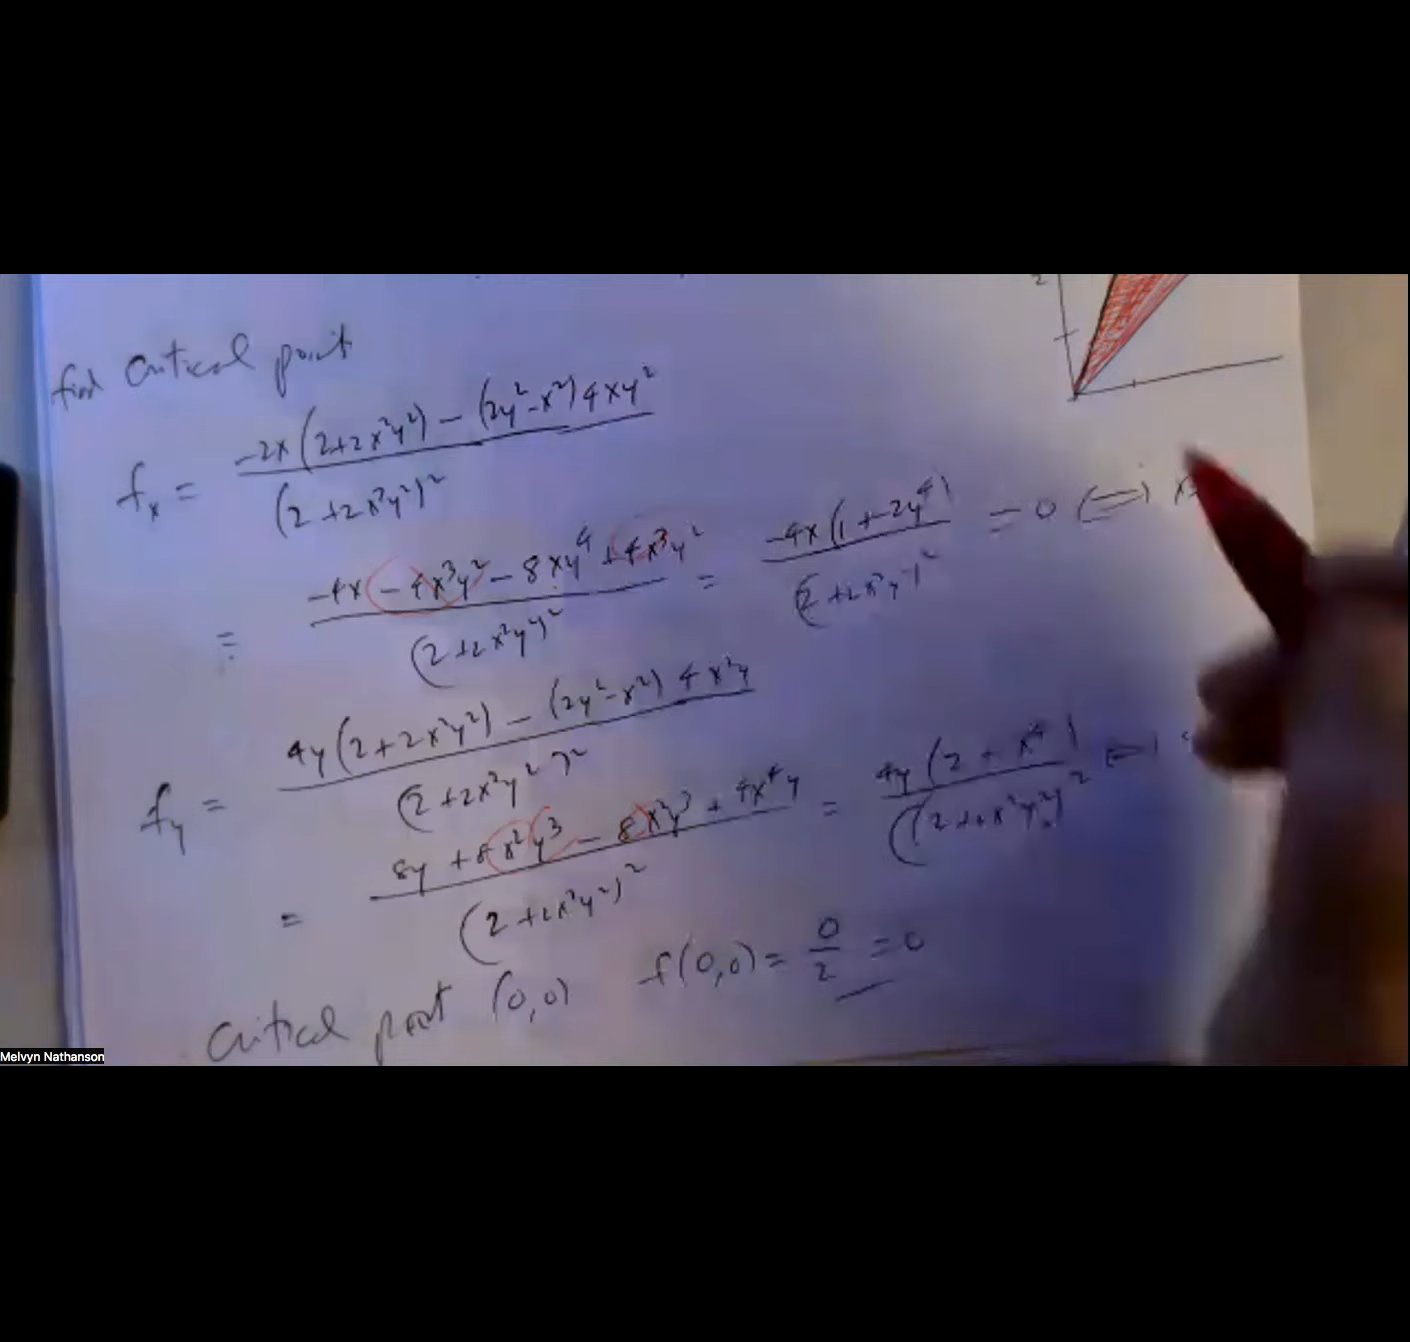 2
find critical point
fₓ = -2x(2+2x²y²) - (2y²-x²)4xy² / (2+2x²y²)²
= -4x - 4x³y² - 8xy⁴ + 4x³y² / (2+2x²y²)² = -4x(1+2y⁴) / (2+2x²y²)² = 0 ⟺ x
f_y = 4y(2+2x²y²) - (2y²-x²)4x²y / (2+2x²y²)²
= 8y + 8x²y³ - 8x²y³ + 4x⁴y / (2+2x²y²)² = 4y(2+x⁴) / (2+2x²y²)²
Critical point (0,0) f(0,0) = 0/2 = 0
Melvyn Nathanson